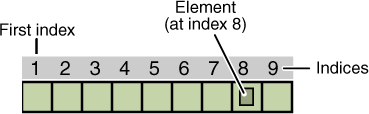 Element
(at index 8)
First index
1 2 3 4 5 6 7 8 9 Indices